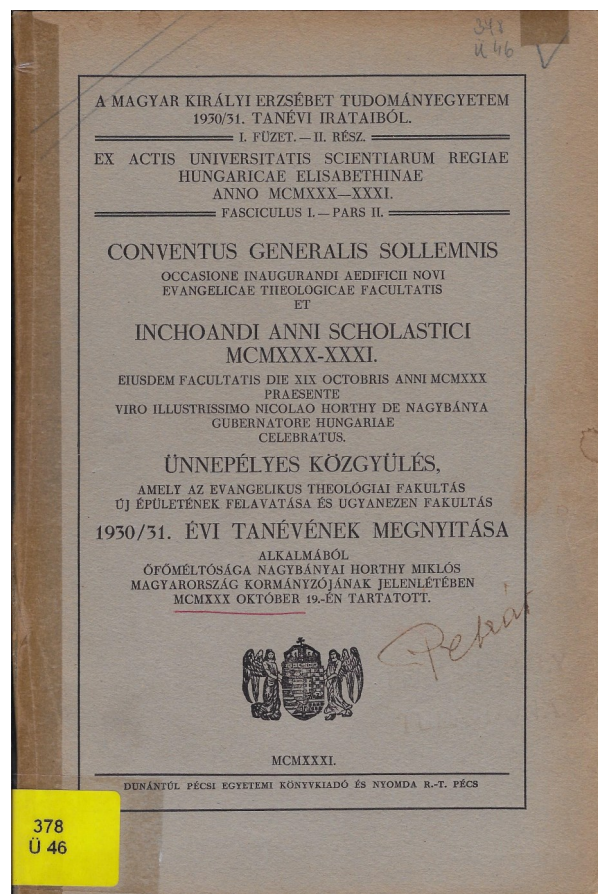 378
Ü 46
A MAGYAR KIRÁLYI ERZSÉBET TUDOMÁNYEGYETEM
1930/31. TANÉVI IRATAIBÓL.
I. FÜZET. — II. RÉSZ.
EX ACTIS UNIVERSITATIS SCIENTIARUM REGIAE
HUNGARICAE ELISABETHINAE
ANNO MCMXXX—XXXI.
FASCICULUS I. — PARS II.
CONVENTUS GENERALIS SOLLEMNIS
OCCASIONE INAUGURANDI AEDIFICII NOVI
EVANGELICAE THEOLOGICAE FACULTATIS
ET
INCHOANDI ANNI SCHOLASTICI
MCMXXX-XXXI.
EIUSDEM FACULTATIS DIE XIX OCTOBRIS ANNI MCMXXX
PRAESENTE
VIRO ILLUSTRISSIMO NICOLAO HORTHY DE NAGYBÁNYA
GUBERNATORE HUNGARIAE
CELEBRATUS.
ÜNNEPÉLYES KÖZGYÜLÉS,
AMELY AZ EVANGELIKUS THEOLÓGIAI FAKULTÁS
ÚJ ÉPÜLETÉNEK FELAVATÁSA ÉS UGYANEZEN FAKULTÁS
1930/31. ÉVI TANÉVÉNEK MEGNYITÁSA
ALKALMÁBÓL
ŐFŐMÉLTÓSÁGA NAGYBÁNYAI HORTHY MIKLÓS
MAGYARORSZÁG KORMÁNYZÓJÁNAK JELENLÉTÉBEN
MCMXXX OKTÓBER 19.-ÉN TARTATOTT.
MCMXXXI.
DUNÁNTÚL PÉCSI EGYETEMI KÖNYVKIADÓ ÉS NYOMDA R.-T. PÉCS
378
Ü 46